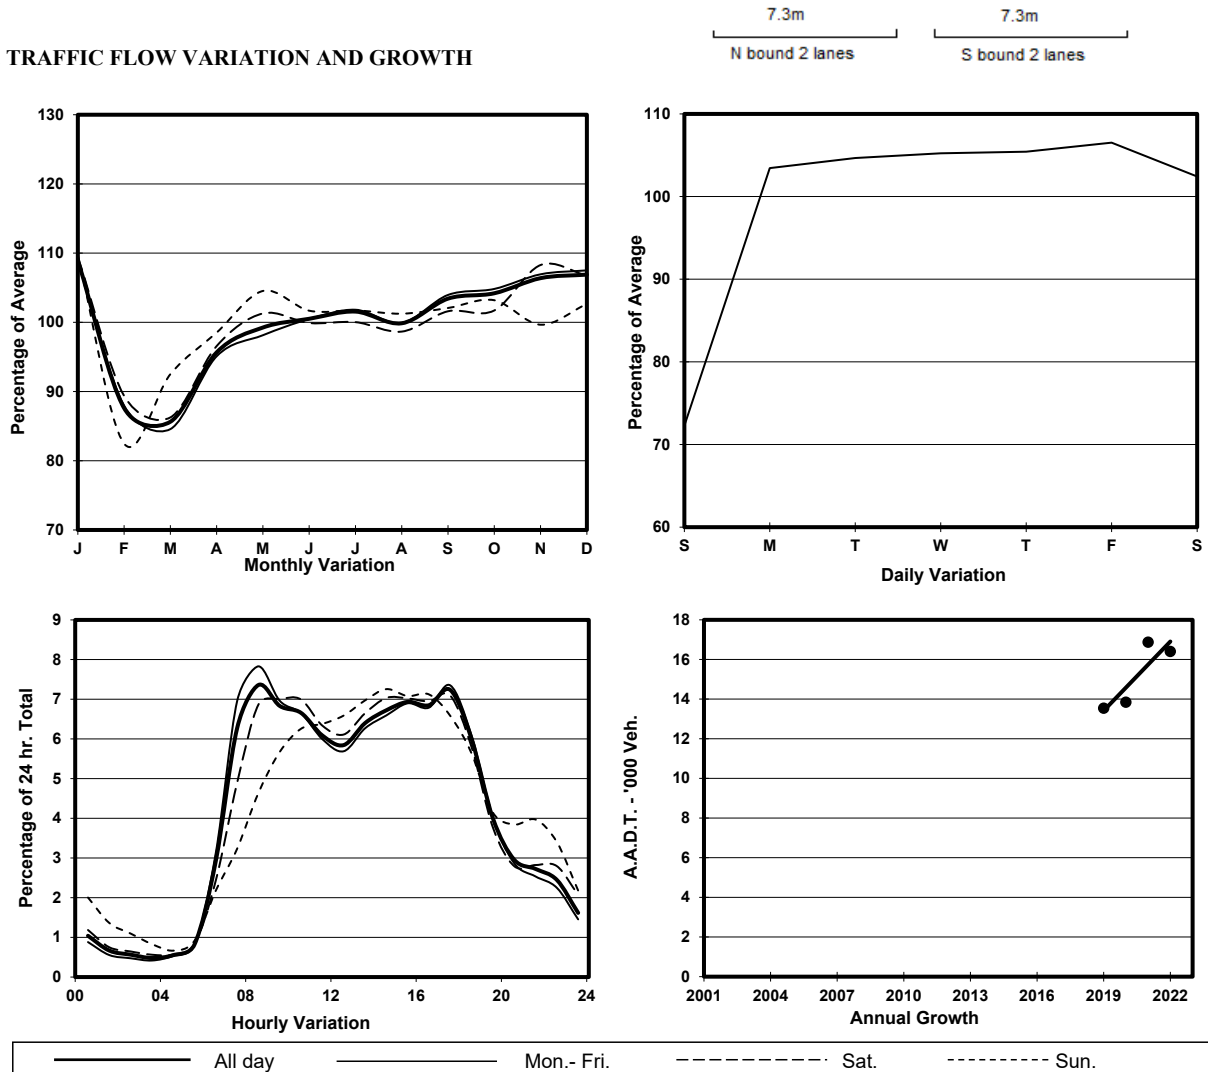 7.3m 7.3m
TRAFFIC FLOW VARIATION AND GROWTH
N bound 2 lanes S bound 2 lanes
Percentage of Average
130
120
110
100
90
80
70
J F M A M J J A S O N D
Monthly Variation
Percentage of Average
110
100
90
80
70
60
S M T W T F S
Daily Variation
Percentage of 24 hr. Total
9
8
7
6
5
4
3
2
1
0
00 04 08 12 16 20 24
Hourly Variation
A.A.D.T. - '000 Veh.
18
16
14
12
10
8
6
4
2
0
2001 2004 2007 2010 2013 2016 2019 2022
Annual Growth
All day Mon.- Fri. Sat. Sun.